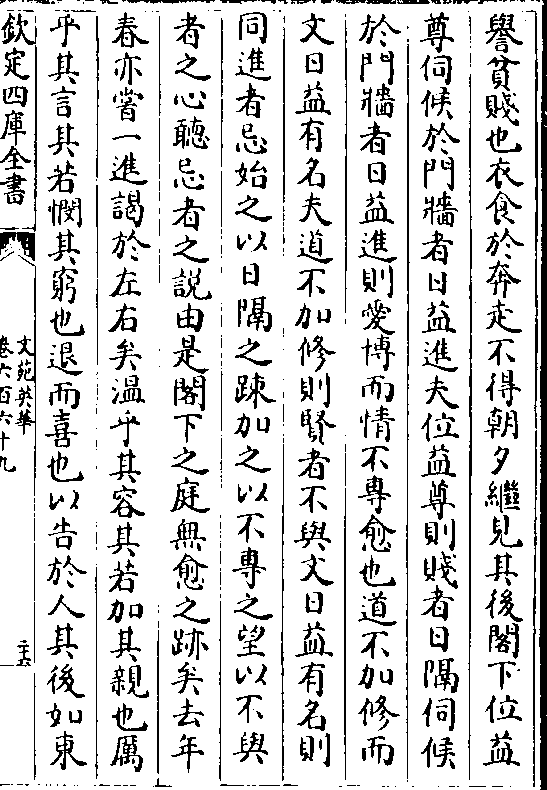 譽貧賤也衣食於奔走不得朝夕繼見其後閣下位益
尊伺候於門牆者日益進夫位益尊則賤者日隔伺候
於門牆者日益進則愛博而情不專愈也道不加修而
文日益有名夫道不加修則賢者不與文日益有名則
同進者忌始之以日隔之踈加之以不專之望以不與
者之心聽忌者之説由是閣下之庭無愈之跡矣去年
春亦嘗一進謁於左右矣温乎其容其若加其親也厲
乎其言其若憫其窮也退而喜也以告於人其後如東
欽定四庫全書
文苑英華
卷六百六十九
二十六